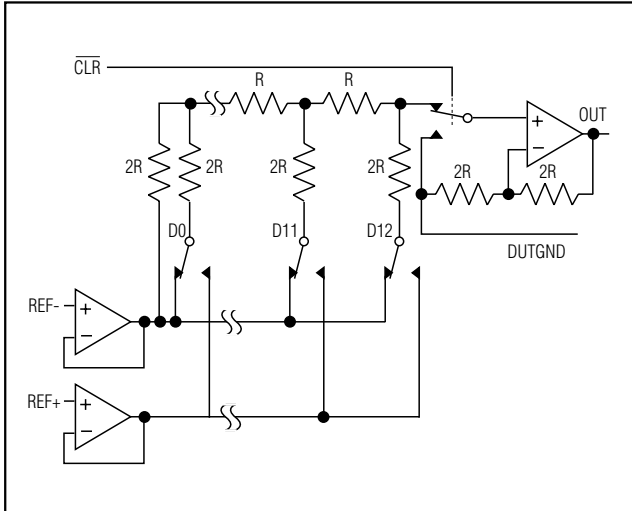 CLR
R R
OUT
+
−
2R 2R 2R 2R 2R 2R
D0 D11 D12
DUTGND
REF- +
−
REF+ +
−